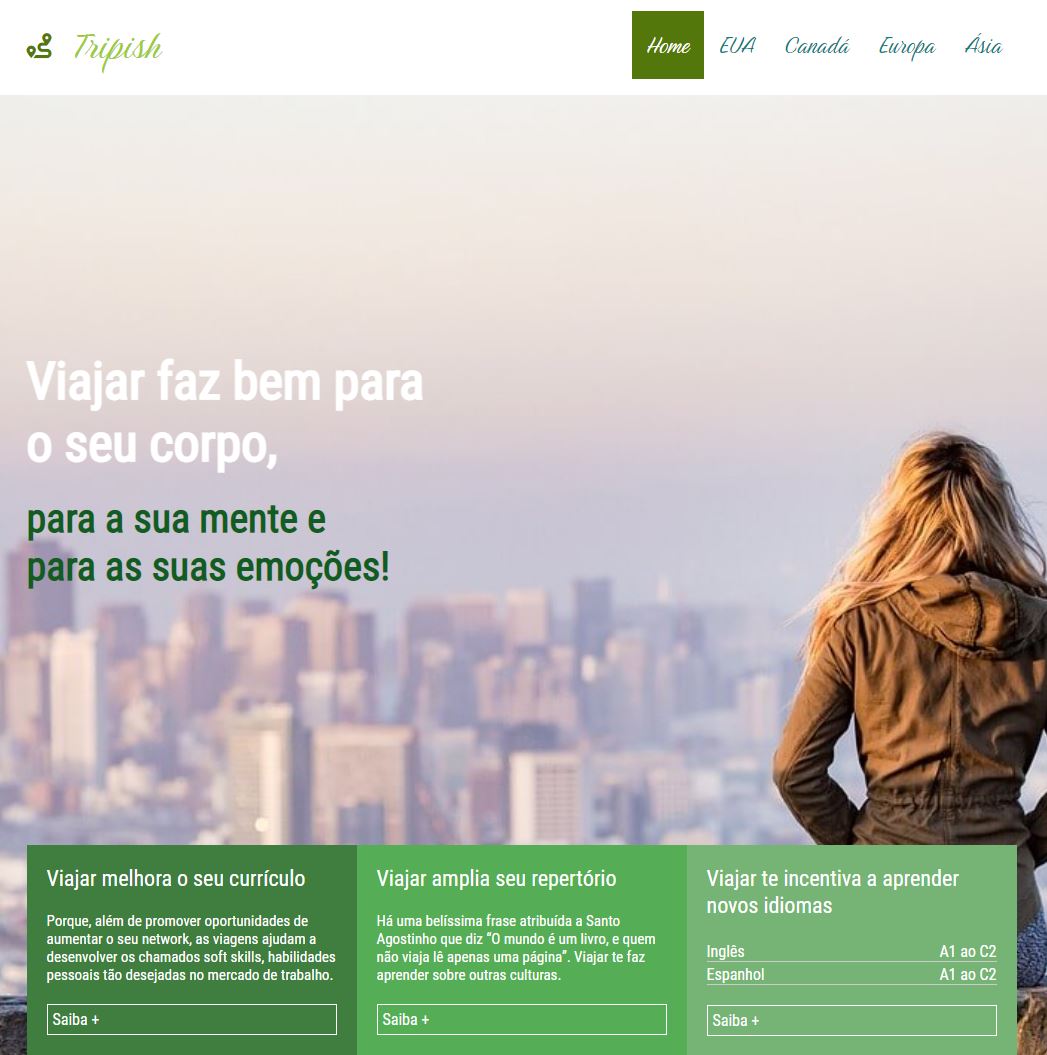 Tripish
Home EUA Canadá Europa Ásia
Viajar faz bem para
o seu corpo,
para a sua mente e
para as suas emoções!
Viajar melhora o seu currículo
Porque, além de promover oportunidades de
aumentar o seu network, as viagens ajudam a
desenvolver os chamados soft skills, habilidades
pessoais tão desejadas no mercado de trabalho.
Saiba +
Viajar amplia seu repertório
Há uma belíssima frase atribuída a Santo
Agostinho que diz “O mundo é um livro, e quem
não viaja lê apenas uma página”. Viajar te faz
aprender sobre outras culturas.
Saiba +
Viajar te incentiva a aprender
novos idiomas
Inglês A1 ao C2
Espanhol A1 ao C2
Saiba +